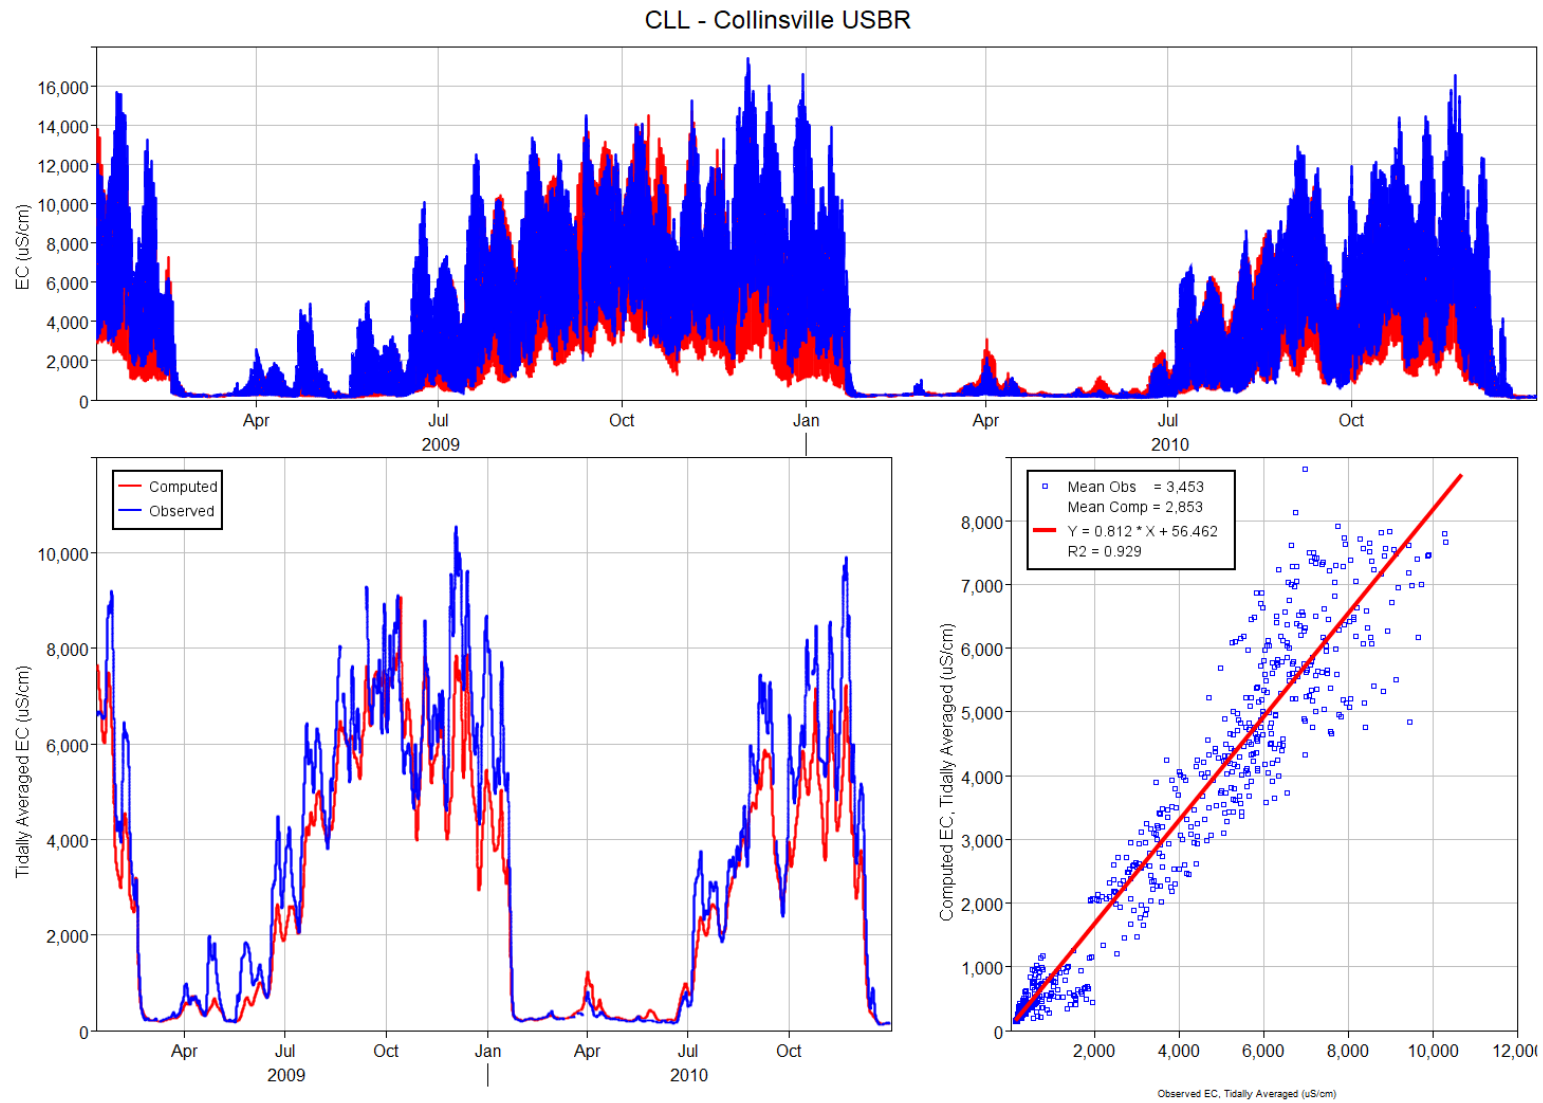 CLL - Collinsville USBR
EC (uS/cm)
16,000
14,000
12,000
10,000
8,000
6,000
4,000
2,000
0
Apr
Jul
Oct
Jan
Apr
Jul
Oct
2009
2010
Computed
Observed
Tidally Averaged EC (uS/cm)
10,000
8,000
6,000
4,000
2,000
0
Apr
Jul
Oct
Jan
Apr
Jul
Oct
2009
2010
Mean Obs = 3,453
Mean Comp = 2,853
Y = 0.812 * X + 56.462
R2 = 0.929
Computed EC, Tidally Averaged (uS/cm)
8,000
7,000
6,000
5,000
4,000
3,000
2,000
1,000
0
2,000
4,000
6,000
8,000
10,000
12,00
Observed EC, Tidally Averaged (uS/cm)